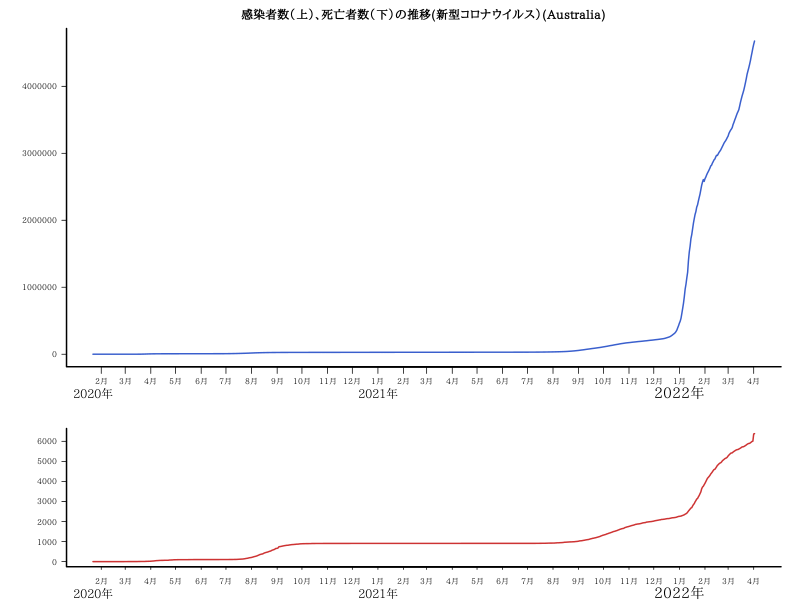 感染者数（上）、死亡者数（下）の推移(新型コロナウイルス）(Australia)
4000000
3000000
2000000
1000000
0
2月 3月 4月 5月 6月 7月 8月 9月 10月 11月 12月 1月 2月 3月 4月 5月 6月 7月 8月 9月 10月 11月 12月 1月 2月 3月 4月
2020年 2021年 2022年
6000
5000
4000
3000
2000
1000
0
2月 3月 4月 5月 6月 7月 8月 9月 10月 11月 12月 1月 2月 3月 4月 5月 6月 7月 8月 9月 10月 11月 12月 1月 2月 3月 4月
2020年 2021年 2022年